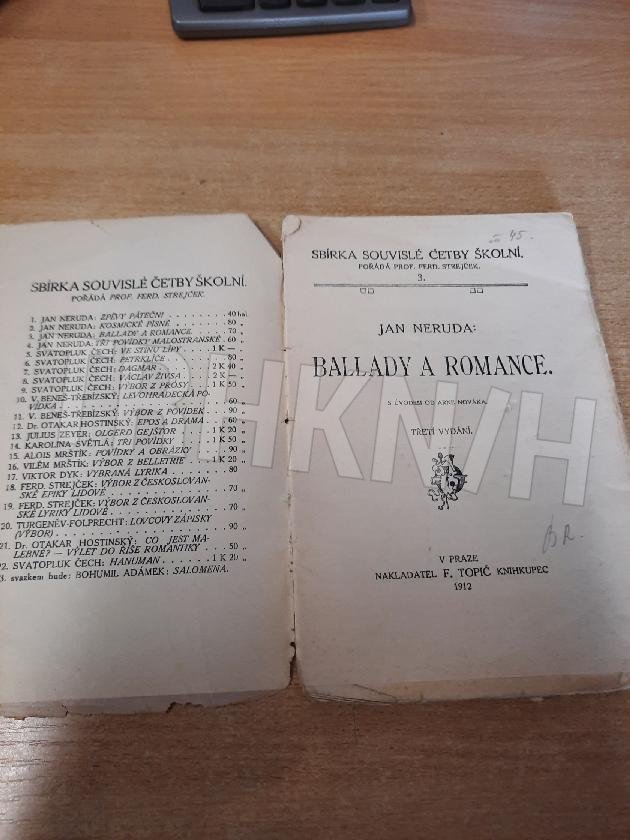 SBÍRKA SOUVISLÉ ČETBY ŠKOLNÍ.
POŘÁDÁ PROF. FERD. STREJČEK.
1. JAN NERUDA: ZPĚVY PÁTEČNÍ . . . . . . 40 hal.
2. JAN NERUDA: KOSMICKÉ PÍSNĚ . . . . . . 80 „
3. JAN NERUDA: BALLADY A ROMANCE . . . . . 70 „
4. JAN NERUDA: TŘI POVÍDKY MALOSTRANSKÉ . 60 „
5. SVATOPLUK ČECH: VE STÍNU LÍPY . . . . 1 K —
6. SVATOPLUK ČECH: PETRKLÍČE . . . . . . 80 „
7. SVATOPLUK ČECH: DAGMAR . . . . . . 2 K 40
8. SVATOPLUK ČECH: VÁCLAV ŽIVSA . . . . 2 K —
9. SVATOPLUK ČECH: VÝBOR Z PRÓSY . . . . 1 K 50
10. V. BENEŠ-TŘEBÍZSKÝ: LEVOHRADECKÁ PO-
VÍDKA . . . . . . . . . . . . 60 „
11. V. BENEŠ-TŘEBÍZSKÝ: VÝBOR Z POVÍDEK . . 90 „
12. Dr. OTAKAR HOSTINSKÝ: EPOS A DRAMA . . 60 „
13. JULIUS ZEYER: OLGERD GEJŠTOR . . . . 1 K 20
14. KAROLINA SVĚTLÁ: TŘI POVÍDKY . . . . 1 K 50
15. ALOIS MRŠTÍK: POVÍDKY A OBRÁZKY . . . 90 „
16. VILÉM MRŠTÍK: VÝBOR Z BELLETRIE . . . 1 K 20 „
17. VIKTOR DYK: VYBRANÁ LYRIKA . . . . . 80
18. FERD. STREJČEK: VÝBOR Z ČESKOSLOVAN-
SKÉ EPIKY LIDOVÉ . . . . . . . . 70 „
19. FERD. STREJČEK: VÝBOR Z ČESKOSLOVAN-
SKÉ LYRIKY LIDOVÉ . . . . . . . . 70 „
20. TURGENĚV-FOLPRECHT: LOVCOVY ZÁPISKY
(VÝBOR) . . . . . . . . . . . . 90 „
21. Dr. OTAKAR HOSTINSKÝ: CO JEST MA-
LEBNÉ? — VÝLET DO ŘÍŠE ROMANTIKY . . . 50 „
22. SVATOPLUK ČECH: HANUMAN . . . . . 1 K 20 „
3. svazkem bude: BOHUMIL ADÁMEK: SALOMENA.
45.
SBÍRKA SOUVISLÉ ČETBY ŠKOLNÍ.
POŘÁDÁ PROF. FERD. STREJČEK.
3.
JAN NERUDA:
BALLADY A ROMANCE.
S ÚVODEM OD ARNE NOVÁKA.
TŘETÍ VYDÁNÍ.
V PRAZE
NAKLADATEL F. TOPIČ KNIHKUPEC
1912